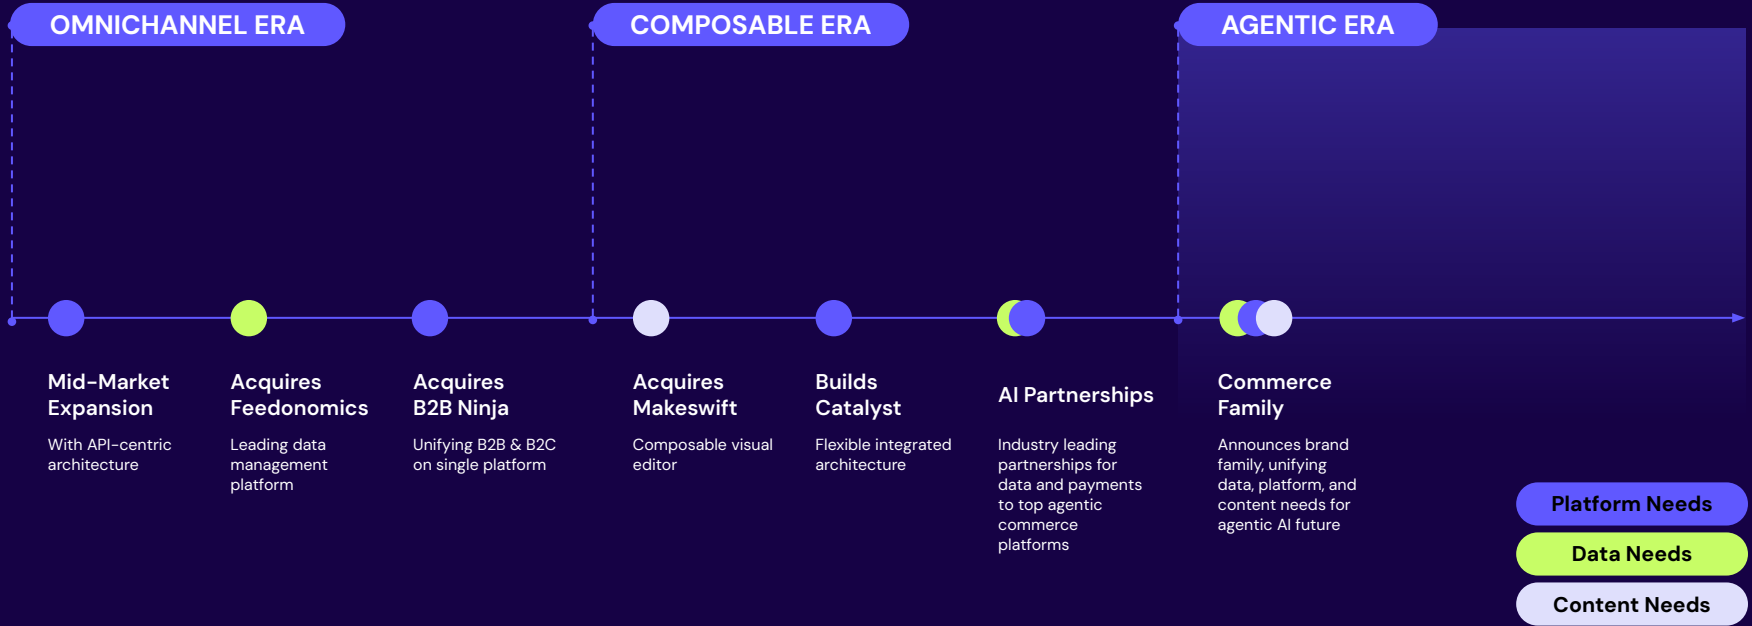 OMNICHANNEL ERA
COMPOSABLE ERA
AGENTIC ERA
Mid-Market
Expansion
With API-centric
architecture
Acquires
Feedonomics
Leading data
management
platform
Acquires
B2B Ninja
Unifying B2B & B2C
on single platform
Acquires
Makeswift
Composable visual
editor
Builds
Catalyst
Flexible integrated
architecture
AI Partnerships
Industry leading
partnerships for
data and payments
to top agentic
commerce
platforms
Commerce
Family
Announces brand
family, unifying
data, platform, and
content needs for
agentic AI future
Platform Needs
Data Needs
Content Needs